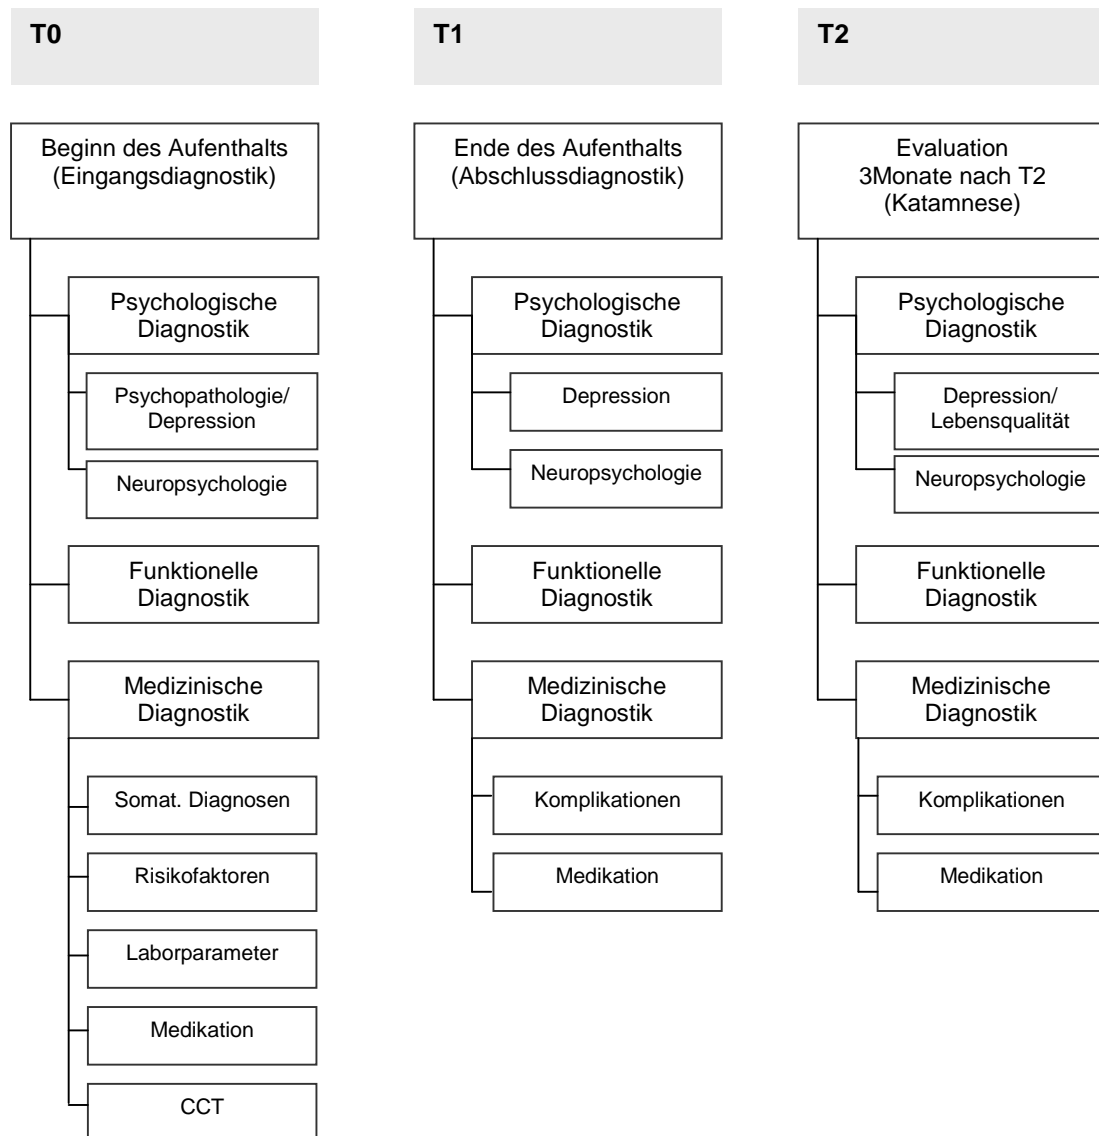 T0
Beginn des Aufenthalts
(Eingangsdiagnostik)
Psychologische
Diagnostik
Psychopathologie/
Depression
Neuropsychologie
Funktionelle
Diagnostik
Medizinische
Diagnostik
Somat. Diagnosen
Risikofaktoren
Laborparameter
Medikation
CCT
T1
Ende des Aufenthalts
(Abschlussdiagnostik)
Psychologische
Diagnostik
Depression
Neuropsychologie
Funktionelle
Diagnostik
Medizinische
Diagnostik
Komplikationen
Medikation
T2
Evaluation
3Monate nach T2
(Katamnese)
Psychologische
Diagnostik
Depression/
Lebensqualität
Neuropsychologie
Funktionelle
Diagnostik
Medizinische
Diagnostik
Komplikationen
Medikation